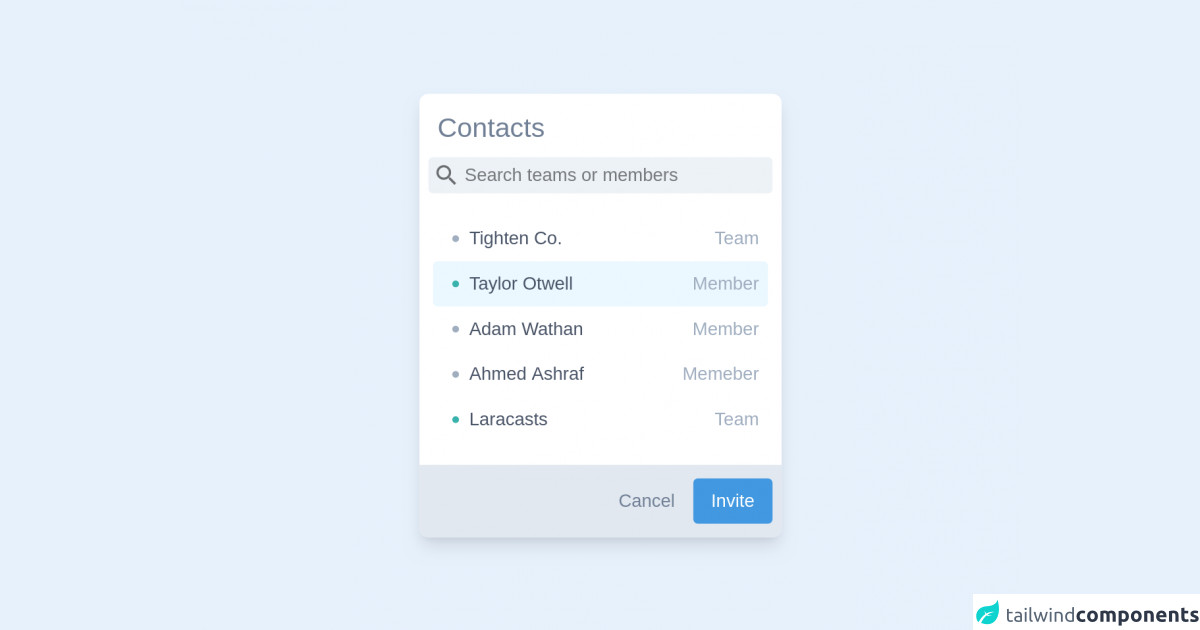 Contacts
Search teams or members
Tighten Co. Team
Taylor Otwell Member
Adam Wathan Member
Ahmed Ashraf Memeber
Laracasts Team
Cancel Invite
tailwindcomponents